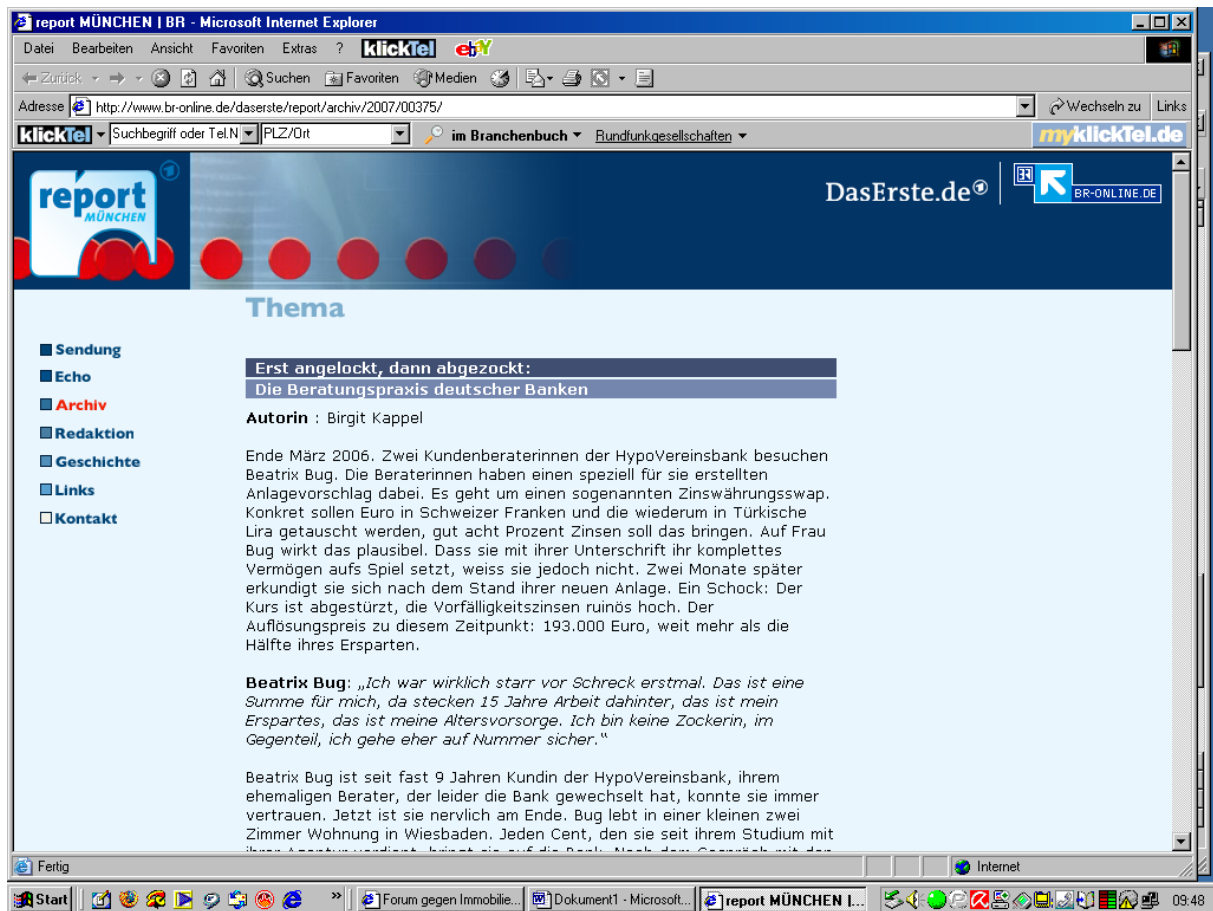 report MÜNCHEN | BR - Microsoft Internet Explorer
Datei Bearbeiten Ansicht Favoriten Extras ? klickTel ebY
Zurück Suchen Favoriten Medien
Adresse http://www.br-online.de/daserste/report/archiv/2007/00375/ Wechseln zu Links
klickTel Suchbegriff oder Tel.N PLZ/Ort im Branchenbuch Rundfunkgesellschaften myklickTel.de
report
MÜNCHEN
DasErste.de
BR-ONLINE.DE
Thema
Sendung
Echo
Archiv
Redaktion
Geschichte
Links
Kontakt
Erst angelockt, dann abgezockt:
Die Beratungspraxis deutscher Banken
Autorin : Birgit Kappel
Ende März 2006. Zwei Kundenberaterinnen der HypoVereinsbank besuchen
Beatrix Bug. Die Beraterinnen haben einen speziell für sie erstellten
Anlagevorschlag dabei. Es geht um einen sogenannten Zinswährungsswap.
Konkret sollen Euro in Schweizer Franken und die wiederum in Türkische
Lira getauscht werden, gut acht Prozent Zinsen soll das bringen. Auf Frau
Bug wirkt das plausibel. Dass sie mit ihrer Unterschrift ihr komplettes
Vermögen aufs Spiel setzt, weiss sie jedoch nicht. Zwei Monate später
erkundigt sie sich nach dem Stand ihrer neuen Anlage. Ein Schock: Der
Kurs ist abgestürzt, die Vorfälligkeitszinsen ruinös hoch. Der
Auflösungspreis zu diesem Zeitpunkt: 193.000 Euro, weit mehr als die
Hälfte ihres Ersparten.
Beatrix Bug: „Ich war wirklich starr vor Schreck erstmal. Das ist eine
Summe für mich, da stecken 15 Jahre Arbeit dahinter, das ist mein
Erspartes, das ist meine Altersvorsorge. Ich bin keine Zockerin, im
Gegenteil, ich gehe eher auf Nummer sicher.“
Beatrix Bug ist seit fast 9 Jahren Kundin der HypoVereinsbank, ihrem
ehemaligen Berater, der leider die Bank gewechselt hat, konnte sie immer
vertrauen. Jetzt ist sie nervlich am Ende. Bug lebt in einer kleinen zwei
Zimmer Wohnung in Wiesbaden. Jeden Cent, den sie seit ihrem Studium mit
Fertig Internet
Start » Forum gegen Immobilie... Dokument1 - Microsoft... report MÜNCHEN |... 09:48